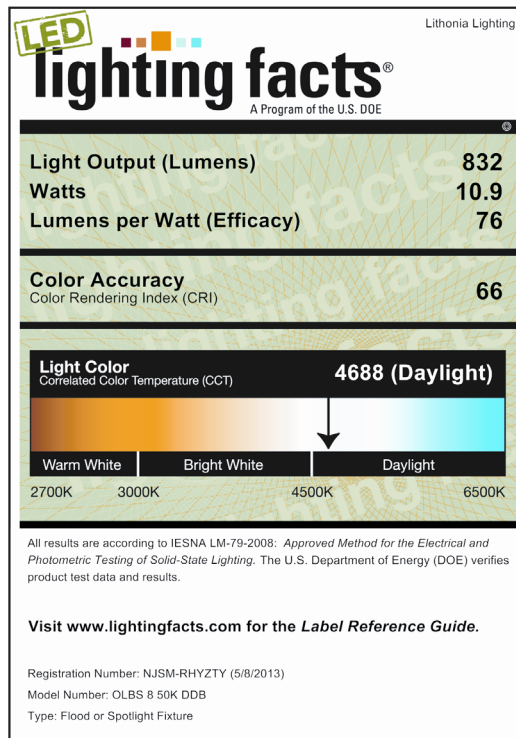 Lithonia Lighting
LED
lighting facts®
A Program of the U.S. DOE
Light Output (Lumens) 832
Watts 10.9
Lumens per Watt (Efficacy) 76
Color Accuracy
Color Rendering Index (CRI) 66
Light Color
Correlated Color Temperature (CCT) 4688 (Daylight)
Warm White Bright White Daylight
2700K 3000K 4500K 6500K
All results are according to IESNA LM-79-2008: Approved Method for the Electrical and
Photometric Testing of Solid-State Lighting. The U.S. Department of Energy (DOE) verifies
product test data and results.
Visit www.lightingfacts.com for the Label Reference Guide.
Registration Number: NJSM-RHYZTY (5/8/2013)
Model Number: OLBS 8 50K DDB
Type: Flood or Spotlight Fixture